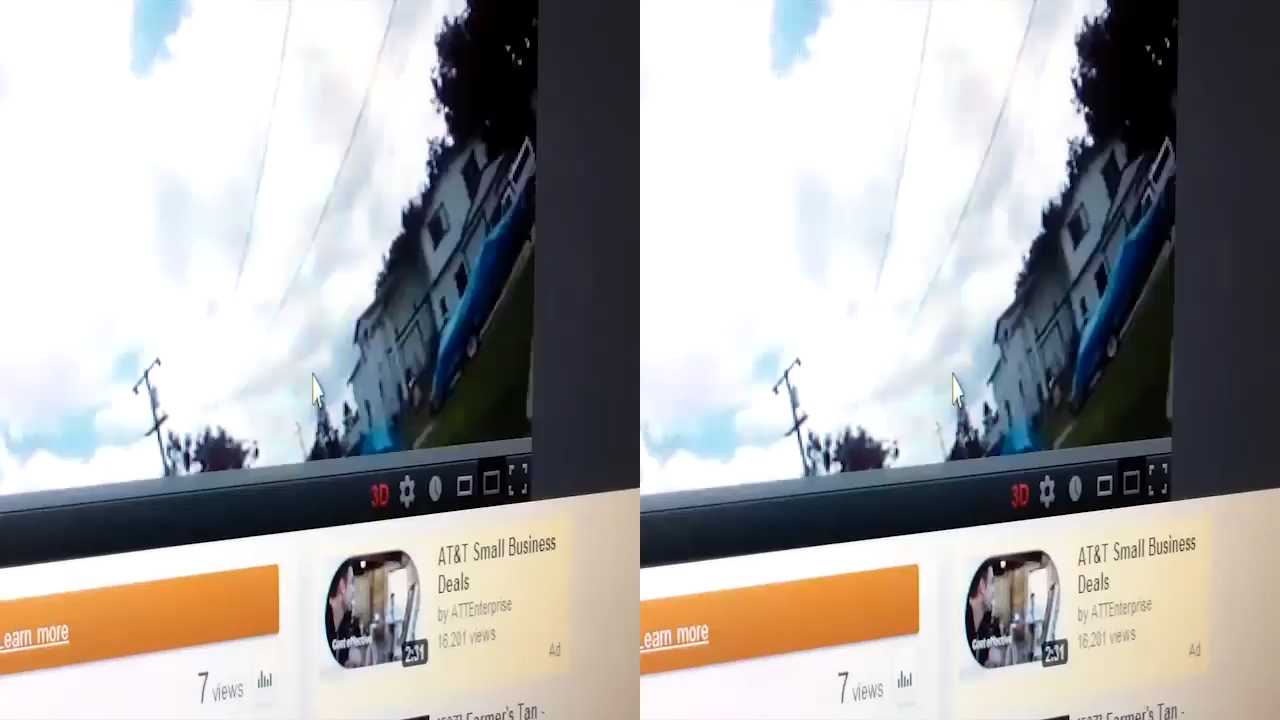 3D
3D
AT&T Small Business
Deals
by ATTEnterprise
16,201 views
Ad
2:31
Learn more
7 views
AT&T Small Business
Deals
by ATTEnterprise
16,201 views
Ad
2:31
earn more
7 views
Farmer's Tan -
Farmer's Tan -